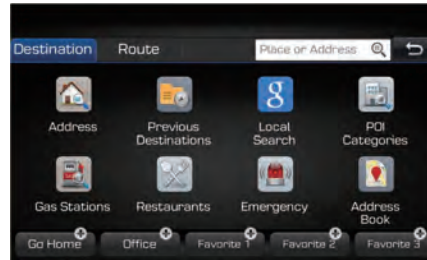 Destination
Route
Place or Address
Address
Previous
Destinations
Local
Search
POI
Categories
Gas Stations
Restaurants
Emergency
Address
Book
Go Home
Office
Favorite 1
Favorite 2
Favorite 3